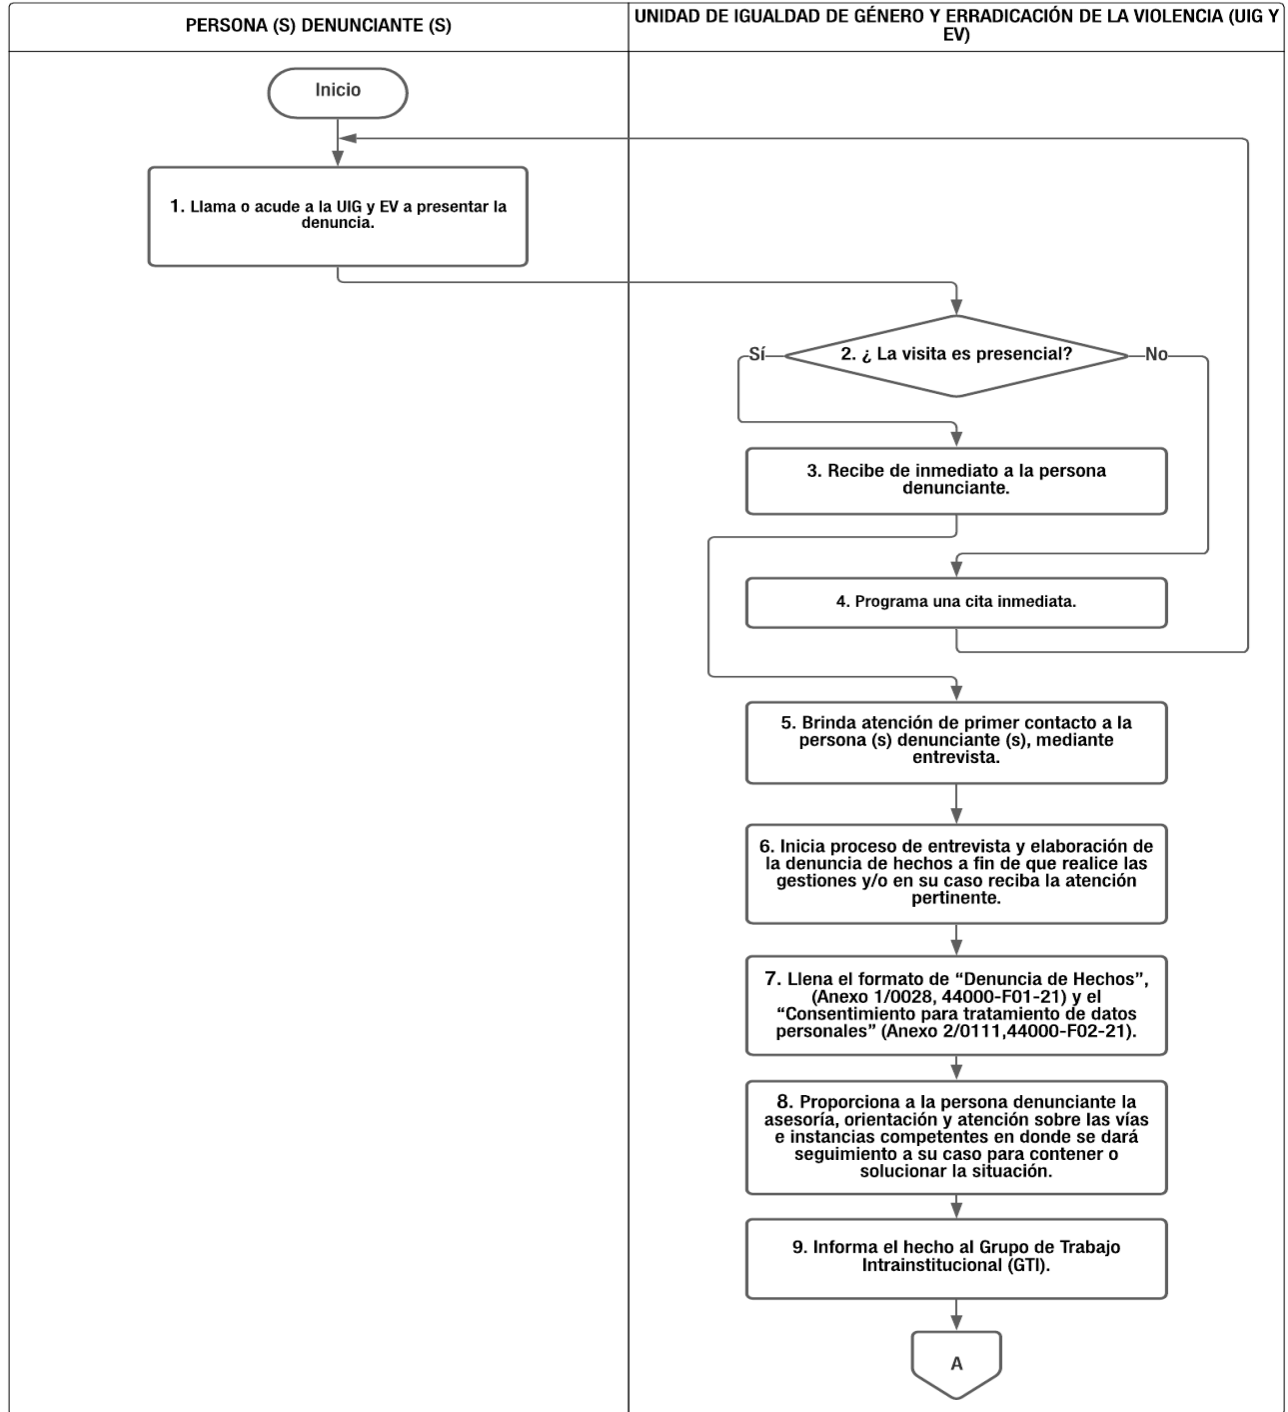 PERSONA (S) DENUNCIANTE (S)
UNIDAD DE IGUALDAD DE GÉNERO Y ERRADICACIÓN DE LA VIOLENCIA (UIG Y
EV)
Inicio
1. Llama o acude a la UIG y EV a presentar la
denuncia.
2. ¿ La visita es presencial?
Sí
No
3. Recibe de inmediato a la persona
denunciante.
4. Programa una cita inmediata.
5. Brinda atención de primer contacto a la
persona (s) denunciante (s), mediante
entrevista.
6. Inicia proceso de entrevista y elaboración de
la denuncia de hechos a fin de que realice las
gestiones y/o en su caso reciba la atención
pertinente.
7. Llena el formato de “Denuncia de Hechos”,
(Anexo 1/0028, 44000-F01-21) y el
“Consentimiento para tratamiento de datos
personales” (Anexo 2/0111,44000-F02-21).
8. Proporciona a la persona denunciante la
asesoría, orientación y atención sobre las vías
e instancias competentes en donde se dará
seguimiento a su caso para contener o
solucionar la situación.
9. Informa el hecho al Grupo de Trabajo
Intrainstitucional (GTI).
A